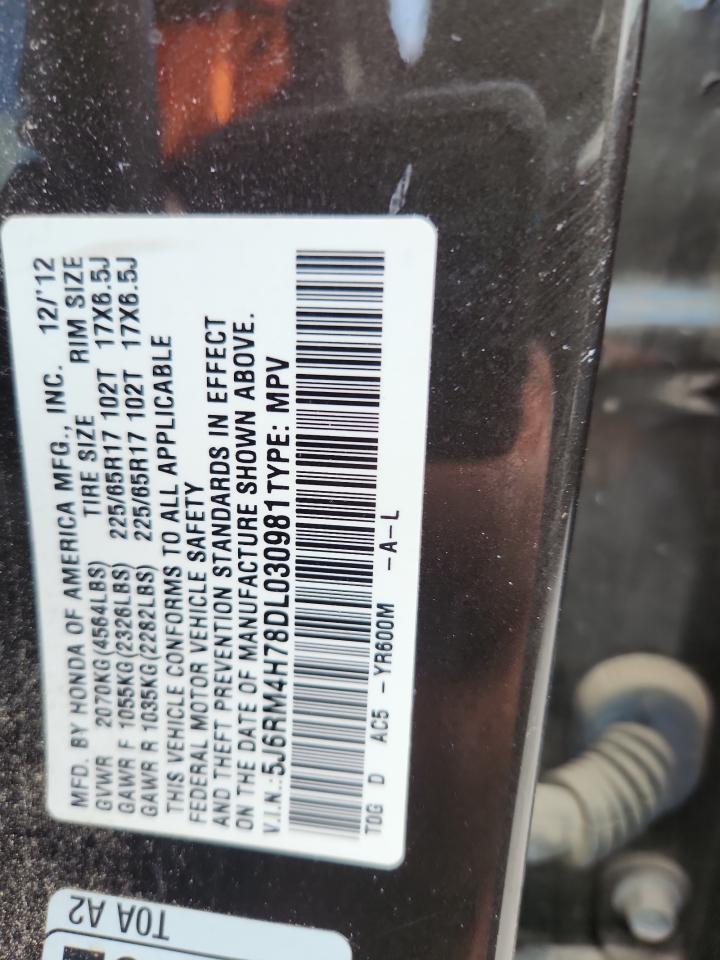 MFD. BY HONDA OF AMERICA MFG., INC. 12/'12
GVWR 2070KG(4564LBS) TIRE SIZE RIM SIZE
GAWR F 1055KG(2326LBS) 225/65R17 102T 17X6.5J
GAWR R 1035KG(2282LBS) 225/65R17 102T 17X6.5J
THIS VEHICLE CONFORMS TO ALL APPLICABLE
FEDERAL MOTOR VEHICLE SAFETY
AND THEFT PREVENTION STANDARDS IN EFFECT
ON THE DATE OF MANUFACTURE SHOWN ABOVE.
V.I.N.:5J6RM4H78DL030981TYPE: MPV
T0G D AC5 -YR600M -A-L
T0A A2